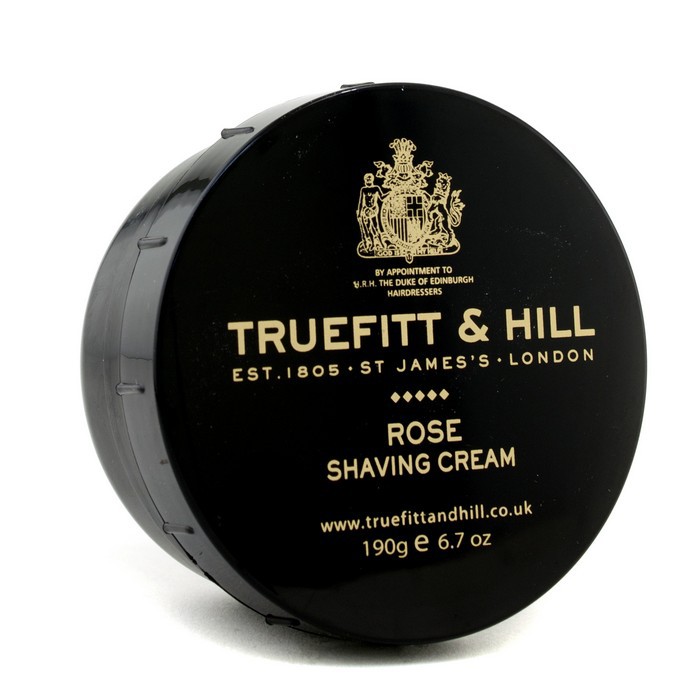 BY APPOINTMENT TO
H.R.H. THE DUKE OF EDINBURGH
HAIRDRESSERS
TRUEFITT & HILL
EST.1805 · ST JAMES'S · LONDON
ROSE
SHAVING CREAM
www.truefittandhill.co.uk
190g e 6.7 oz